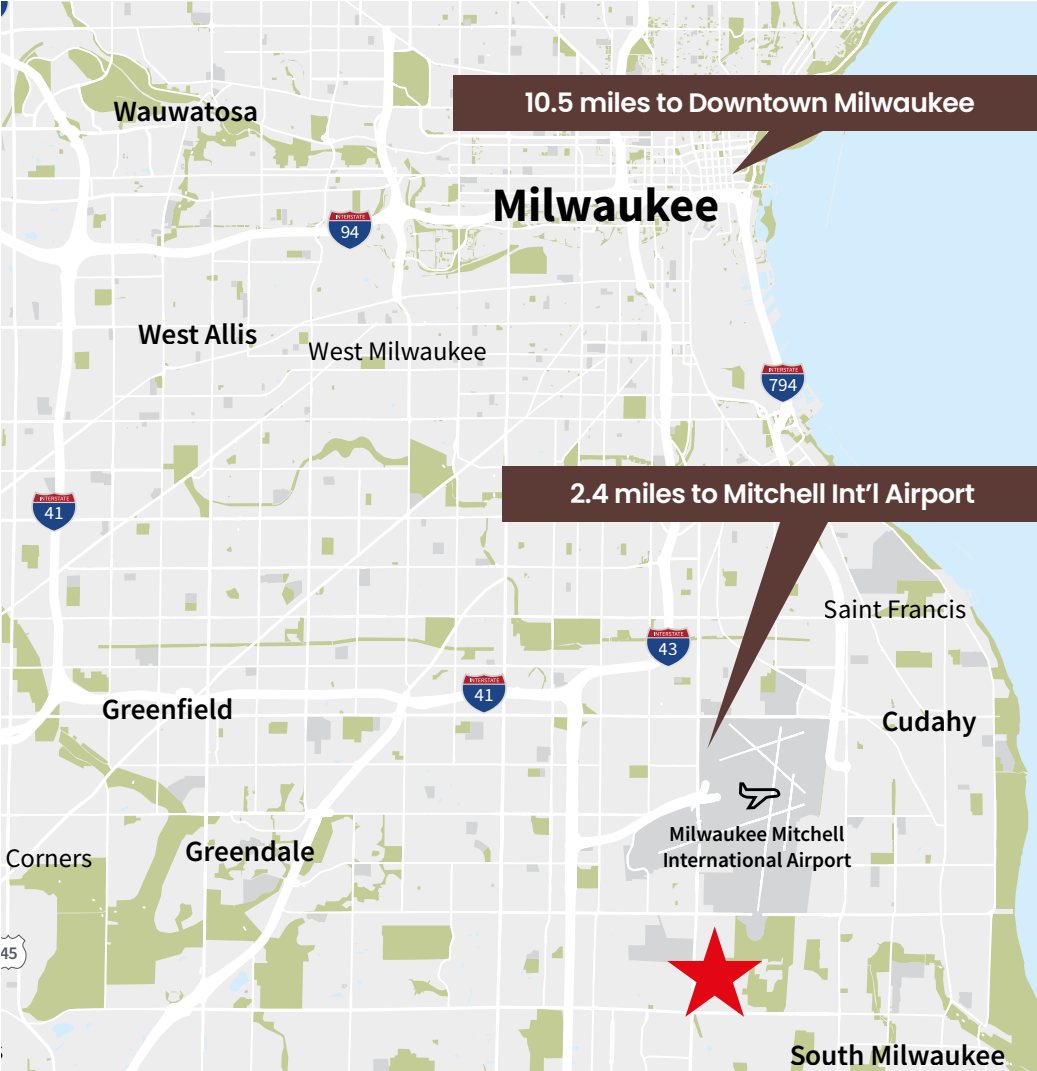 10.5 miles to Downtown Milwaukee
Wauwatosa
Milwaukee
INTERSTATE
94
West Allis
West Milwaukee
INTERSTATE
794
2.4 miles to Mitchell Int’l Airport
INTERSTATE
41
Saint Francis
INTERSTATE
43
INTERSTATE
41
Greenfield
Cudahy
Milwaukee Mitchell
International Airport
Greendale
Corners
45
South Milwaukee